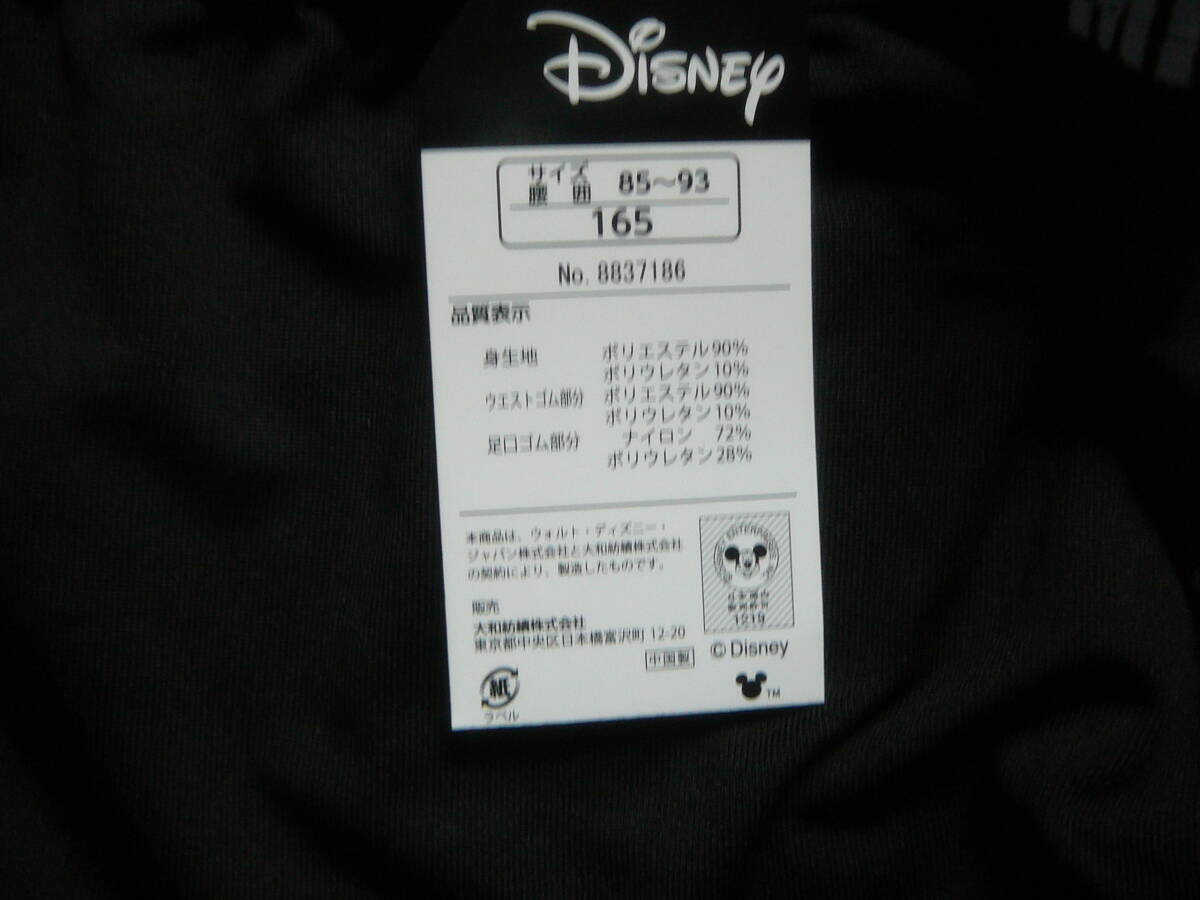 Disney
サイズ
腰囲 85～93
165
No. 8837186
品質表示
身生地 ポリエステル90%
ポリウレタン10%
ウエストゴム部分 ポリエステル90%
ポリウレタン10%
足口ゴム部分 ナイロン 72%
ポリウレタン28%
本商品は、ウォルト・ディズニー・
ジャパン株式会社と大和紡績株式会社
の契約により、製造したものです。
販売
大和紡績株式会社
東京都中央区日本橋富沢町 12-20
中国製
© Disney
紙
ラベル
TM